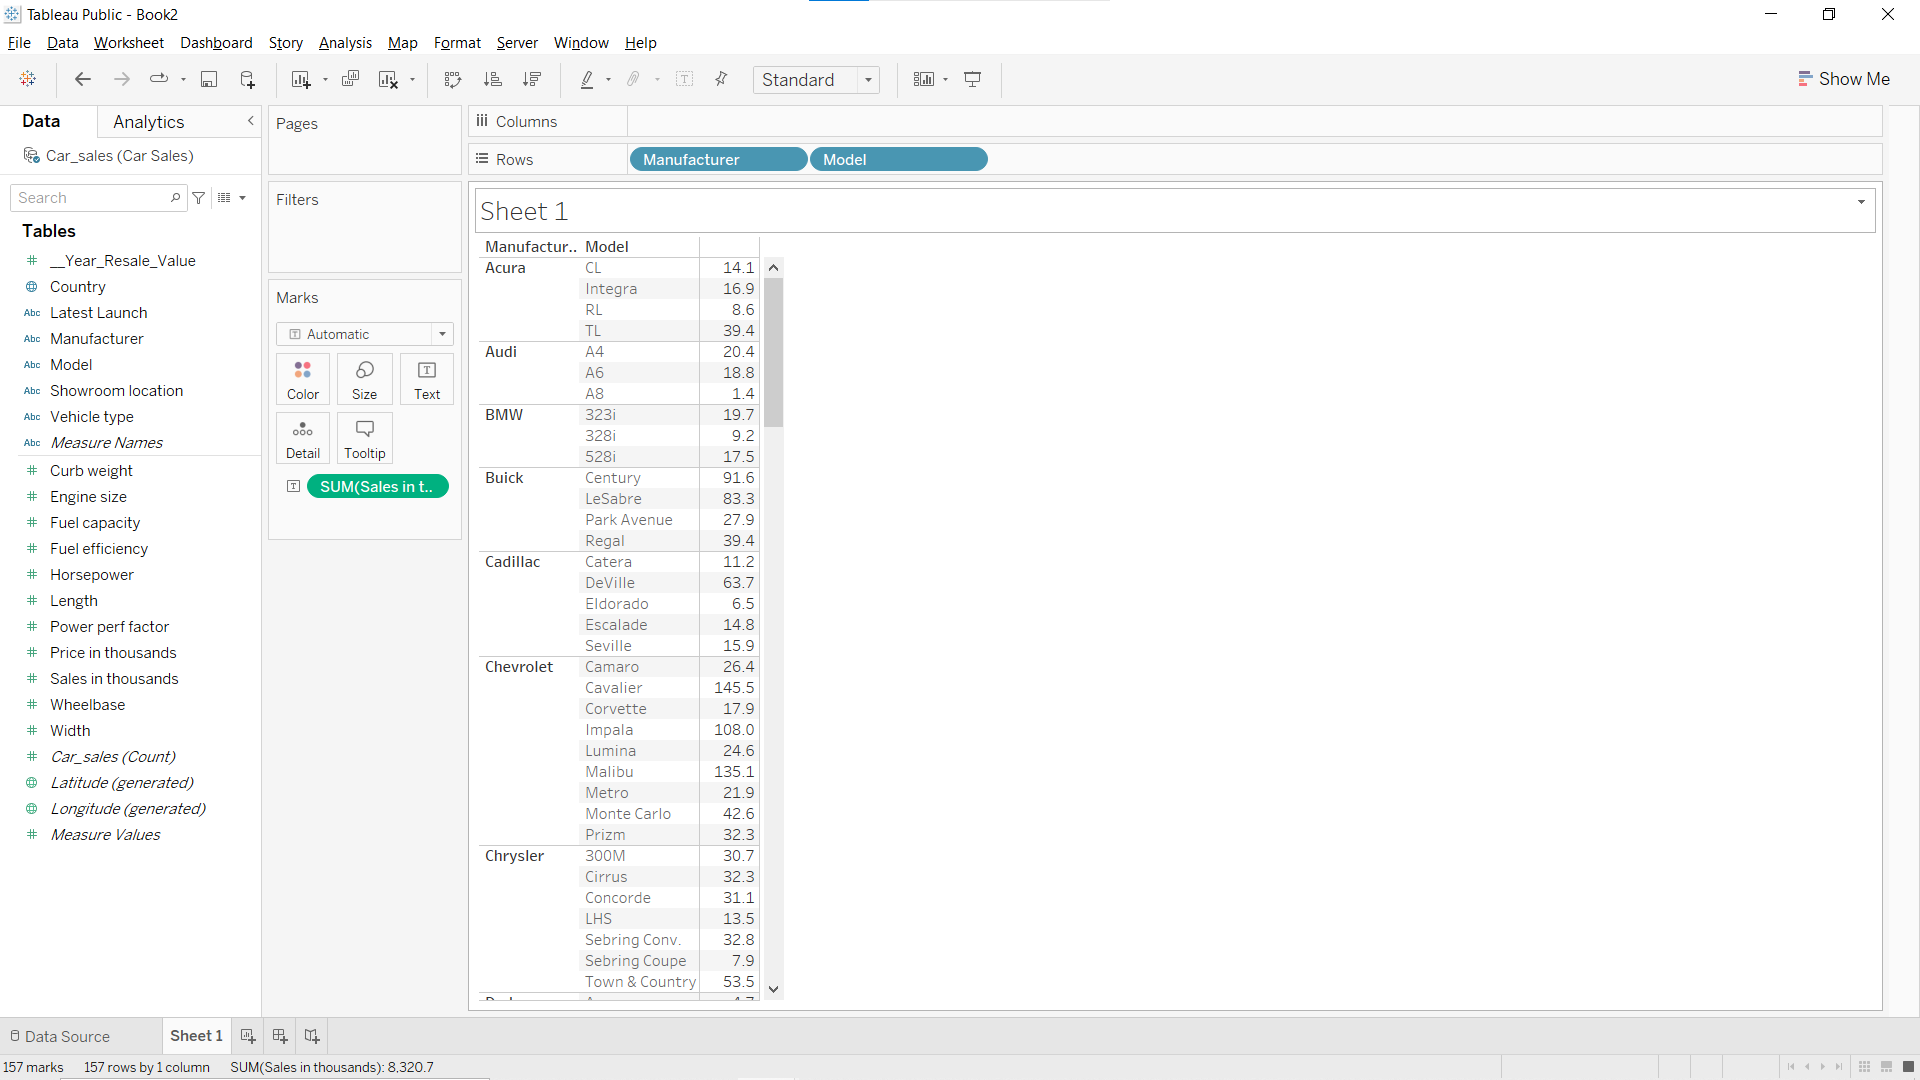 Tableau Public - Book2
File Data Worksheet Dashboard Story Analysis Map Format Server Window Help
Standard
Show Me
Data Analytics
Car_sales (Car Sales)
Search
Tables
__Year_Resale_Value
Country
Abc Latest Launch
Abc Manufacturer
Abc Model
Abc Showroom location
Abc Vehicle type
Abc Measure Names
Curb weight
Engine size
Fuel capacity
Fuel efficiency
Horsepower
Length
Power perf factor
Price in thousands
Sales in thousands
Wheelbase
Width
Car_sales (Count)
Latitude (generated)
Longitude (generated)
Measure Values
Pages
Filters
Marks
Automatic
Color Size Text
Detail Tooltip
SUM(Sales in t..
Columns
Rows Manufacturer Model
Sheet 1
Manufactur.. Model
Acura CL 14.1
Integra 16.9
RL 8.6
TL 39.4
Audi A4 20.4
A6 18.8
A8 1.4
BMW 323i 19.7
328i 9.2
528i 17.5
Buick Century 91.6
LeSabre 83.3
Park Avenue 27.9
Regal 39.4
Cadillac Catera 11.2
DeVille 63.7
Eldorado 6.5
Escalade 14.8
Seville 15.9
Chevrolet Camaro 26.4
Cavalier 145.5
Corvette 17.9
Impala 108.0
Lumina 24.6
Malibu 135.1
Metro 21.9
Monte Carlo 42.6
Prizm 32.3
Chrysler 300M 30.7
Cirrus 32.3
Concorde 31.1
LHS 13.5
Sebring Conv. 32.8
Sebring Coupe 7.9
Town & Country 53.5
Data Source Sheet 1
157 marks 157 rows by 1 column SUM(Sales in thousands): 8,320.7